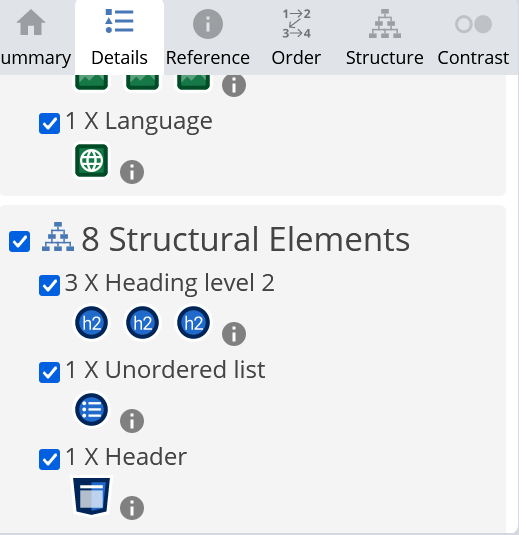 ummary Details Reference Order Structure Contrast
1 X Language
8 Structural Elements
3 X Heading level 2
h2 h2 h2
1 X Unordered list
1 X Header